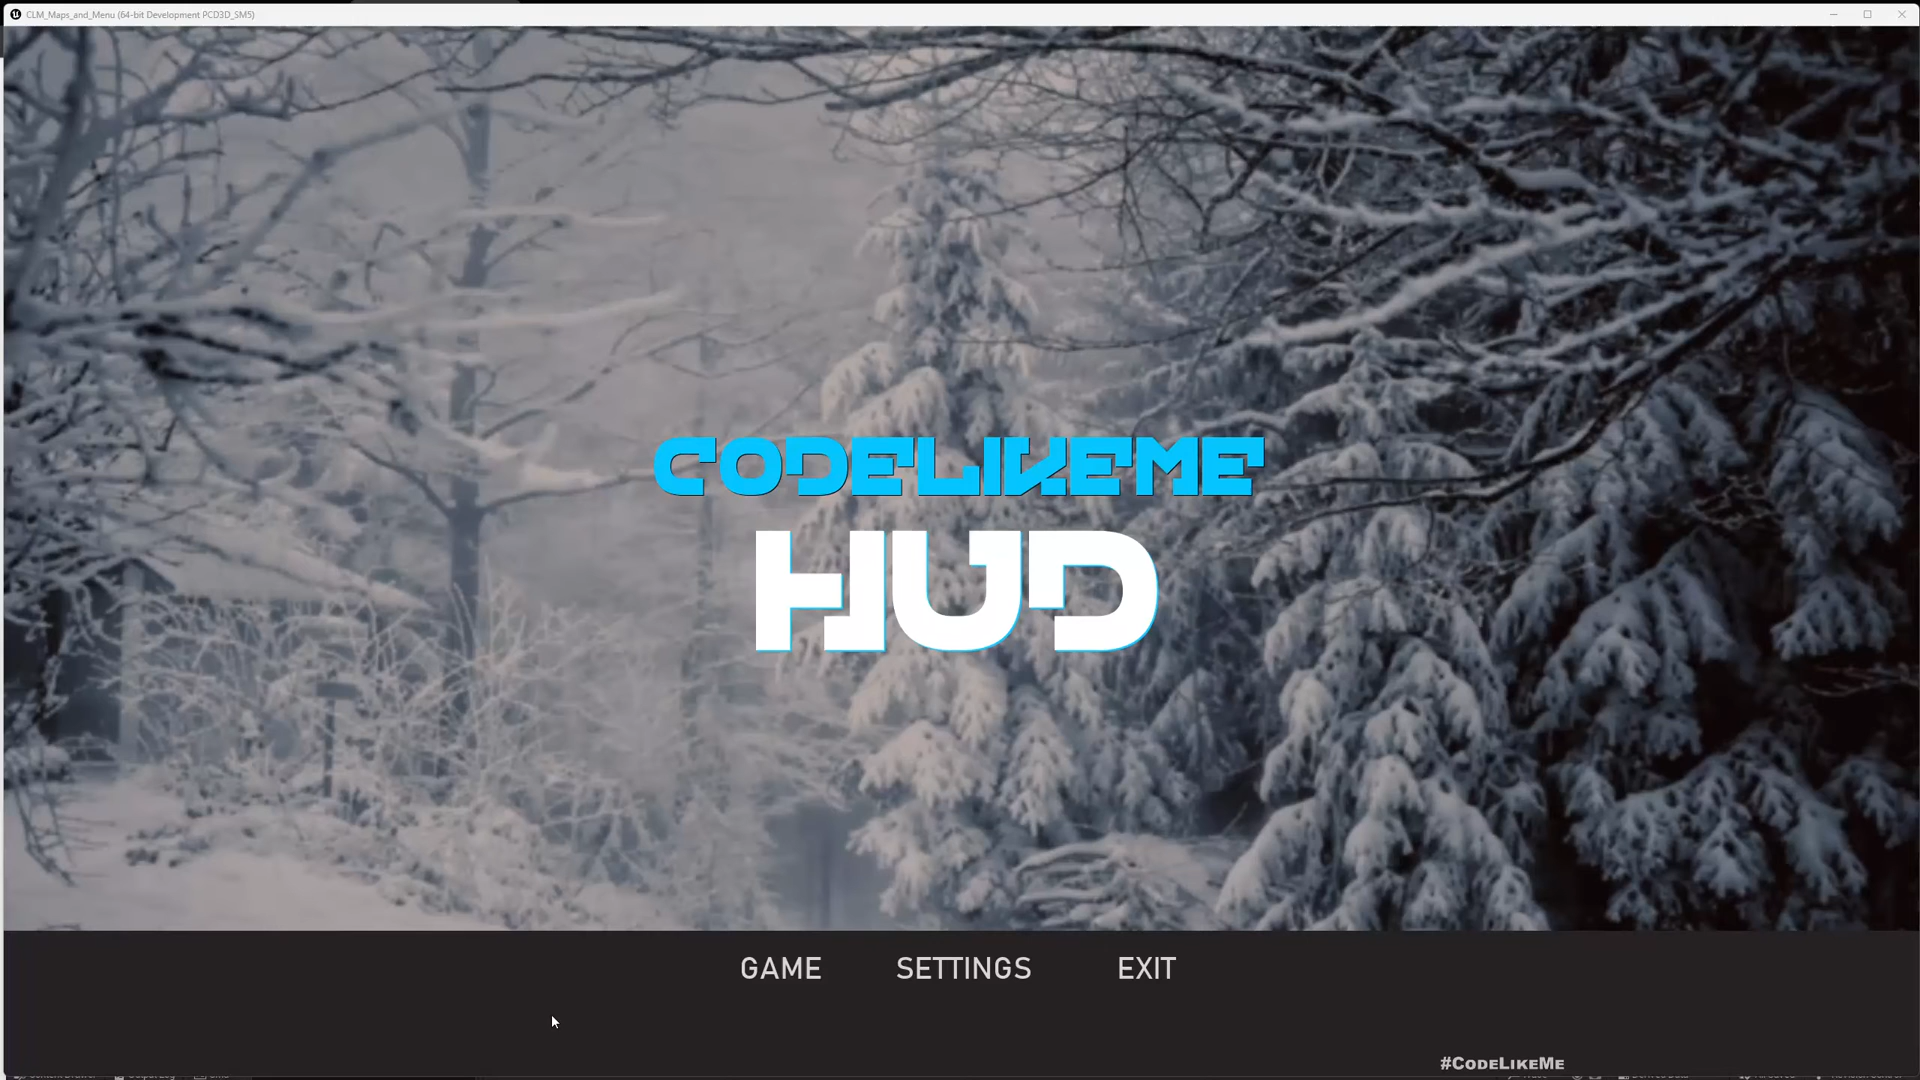 CLM_Maps_and_Menu (64-bit Development PCD3D_SM5)
CODELIKEME
HUD
GAME SETTINGS EXIT
#CodeLikeMe